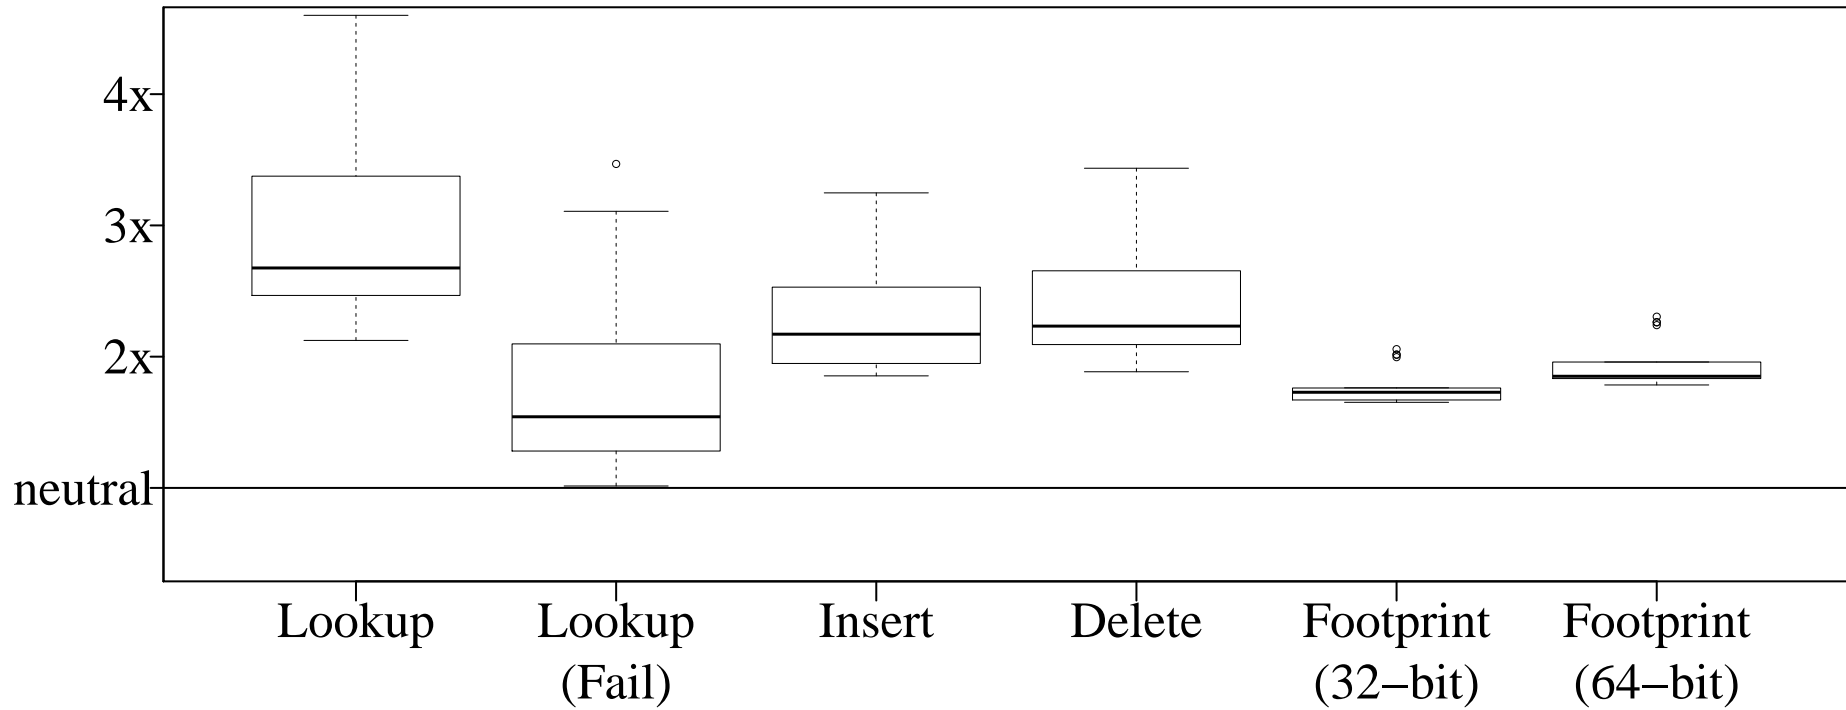 4x
3x
2x
neutral
Lookup
Lookup
(Fail)
Insert
Delete
Footprint
(32−bit)
Footprint
(64−bit)